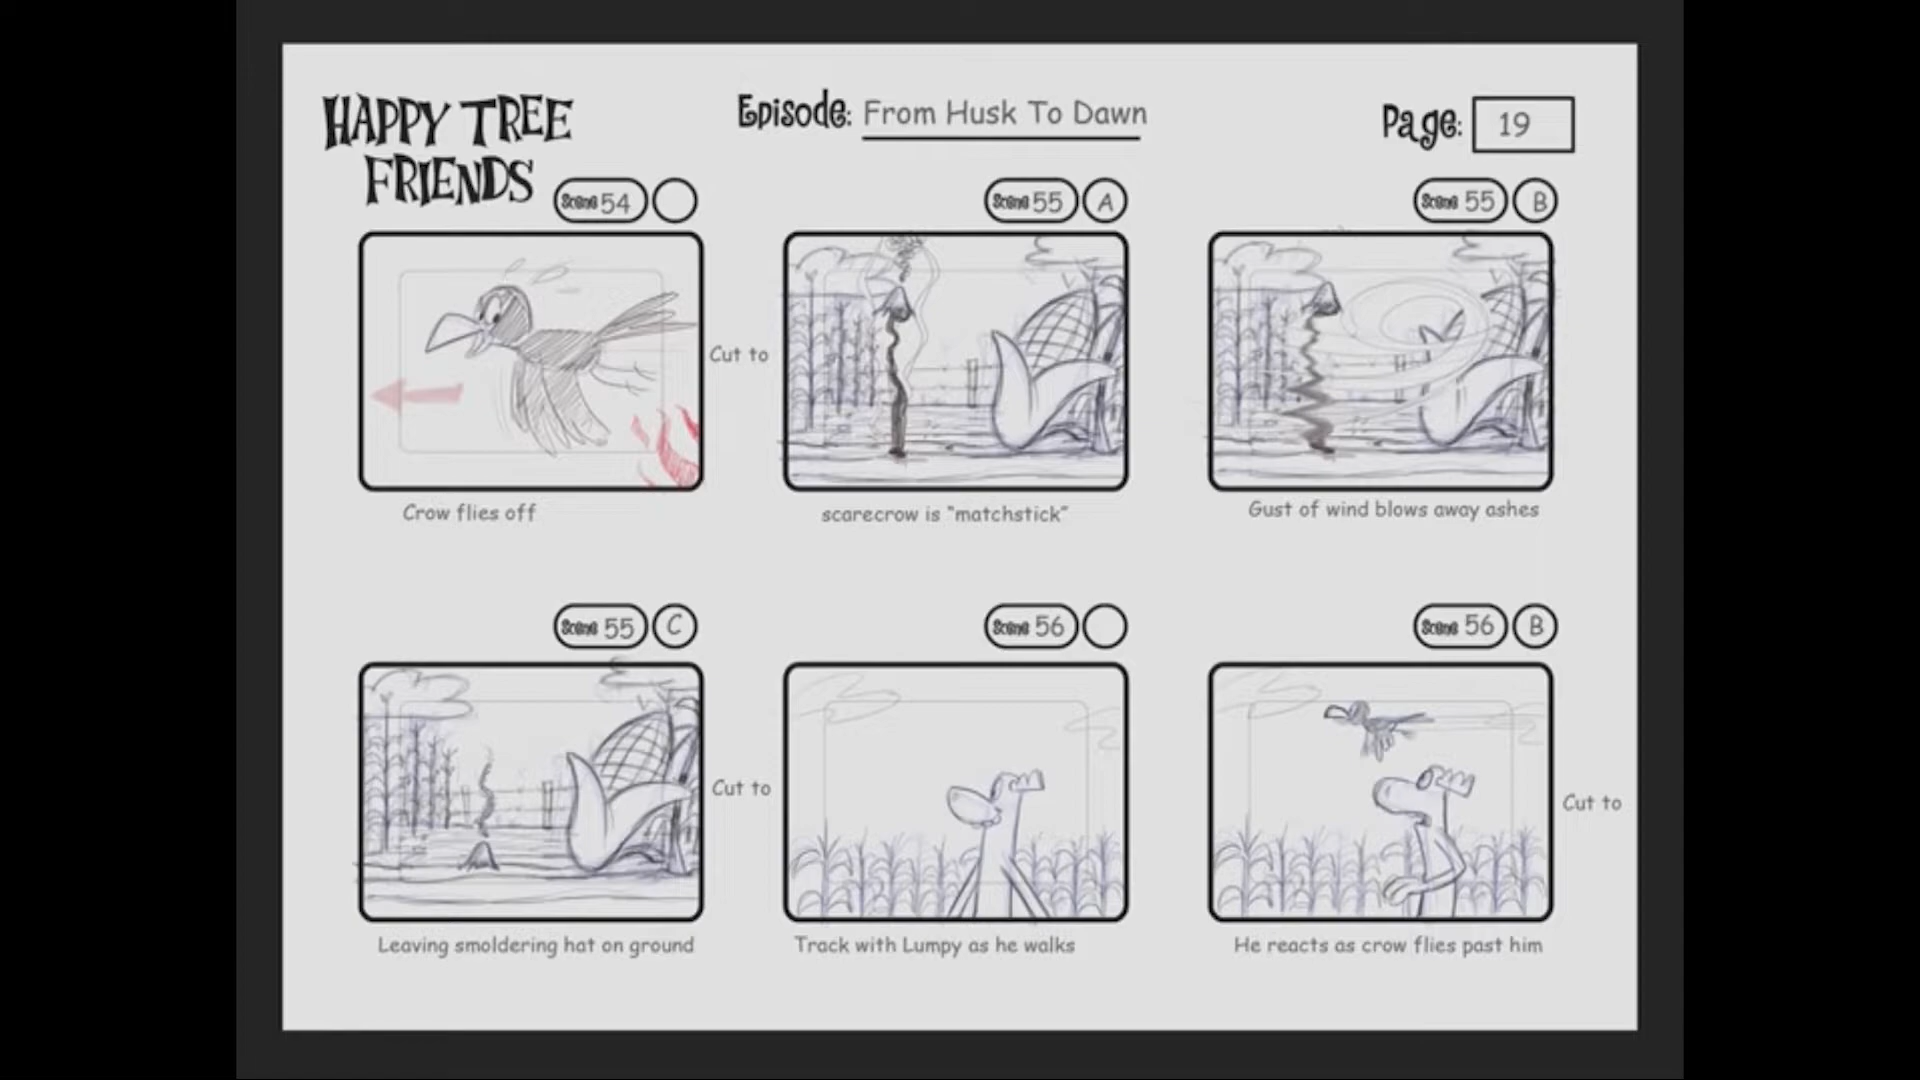 HAPPY TREE
FRIENDS
Episode: From Husk To Dawn
Page: 19
Scene 54
Scene 55 A
Scene 55 B
Cut to
Crow flies off
scarecrow is "matchstick"
Gust of wind blows away ashes
Scene 55 C
Scene 56
Scene 56 B
Cut to
Cut to
Leaving smoldering hat on ground
Track with Lumpy as he walks
He reacts as crow flies past him